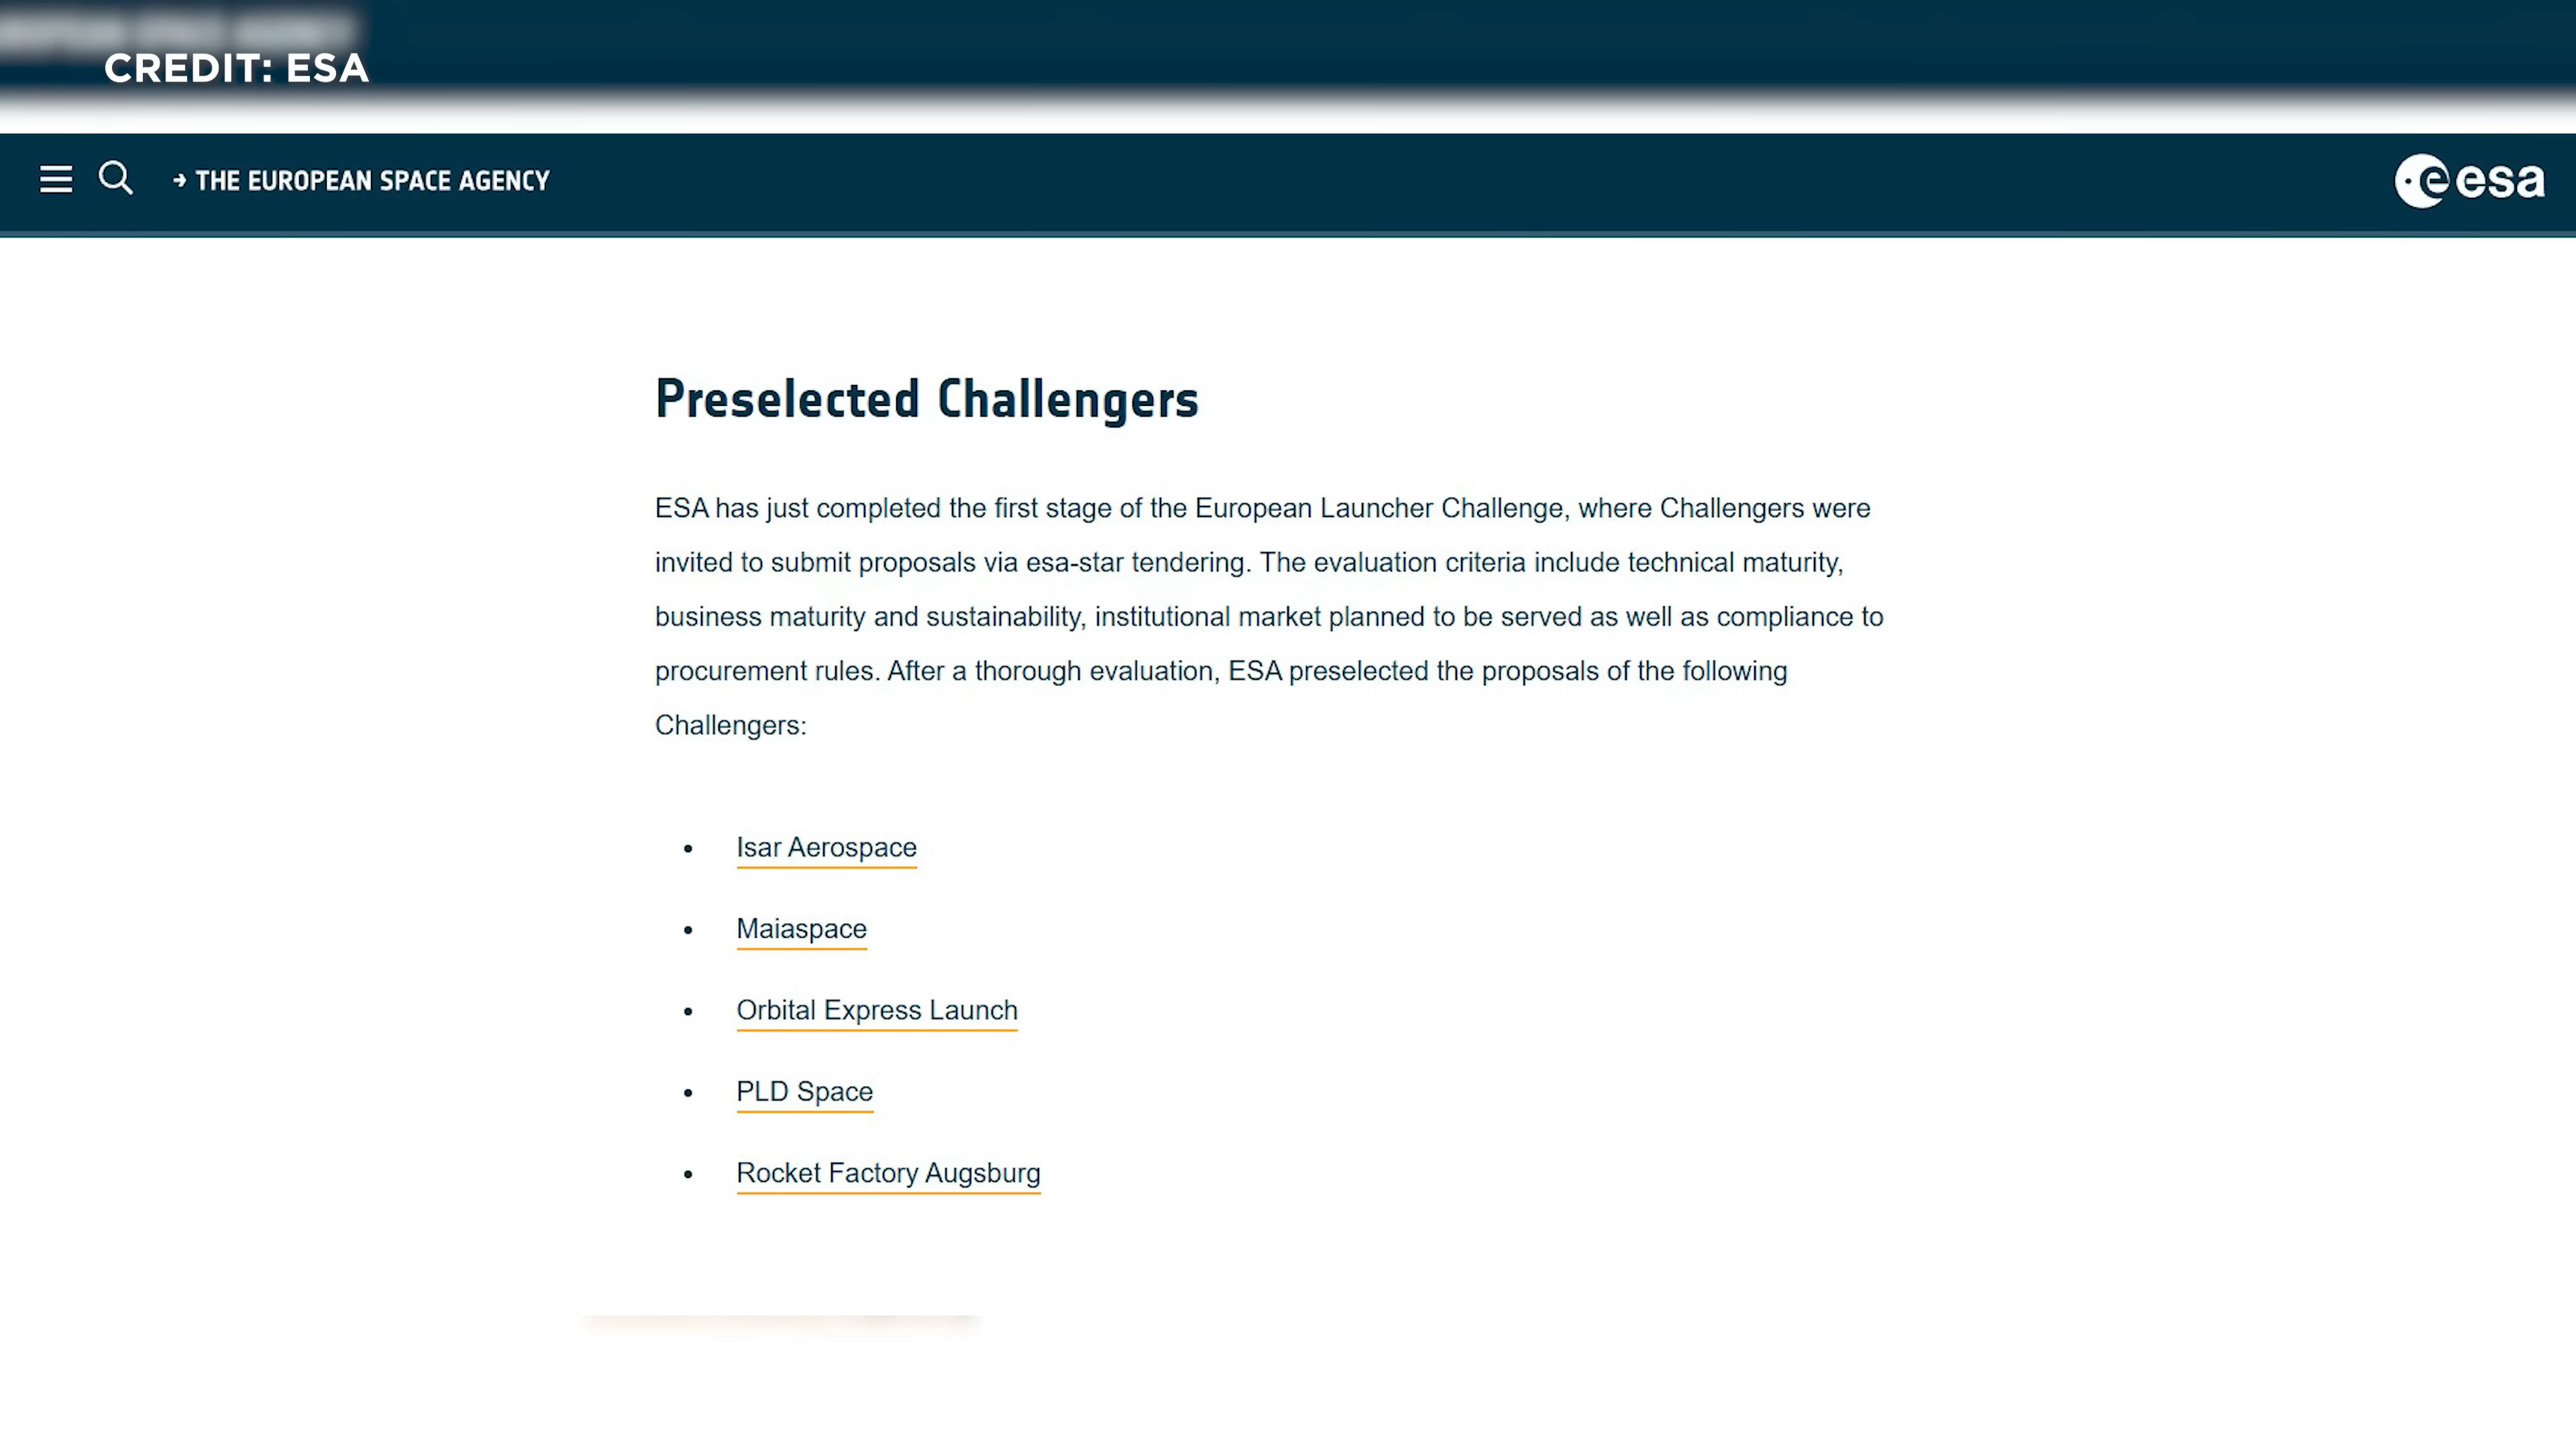 CREDIT: ESA
→ THE EUROPEAN SPACE AGENCY
esa
Preselected Challengers
ESA has just completed the first stage of the European Launcher Challenge, where Challengers were
invited to submit proposals via esa-star tendering. The evaluation criteria include technical maturity,
business maturity and sustainability, institutional market planned to be served as well as compliance to
procurement rules. After a thorough evaluation, ESA preselected the proposals of the following
Challengers:
• Isar Aerospace
• Maiaspace
• Orbital Express Launch
• PLD Space
• Rocket Factory Augsburg